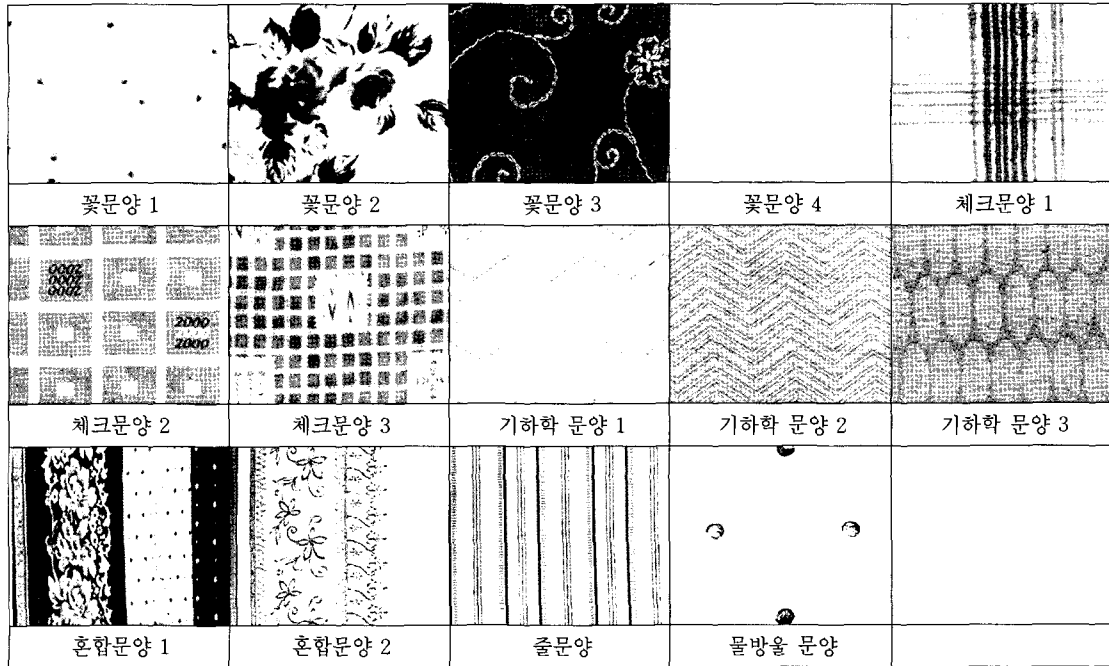 꽃문양 1
꽃문양 2
꽃문양 3
꽃문양 4
체크문양 1
2000
2000
2000
2000
2000
체크문양 2
체크문양 3
기하학 문양 1
기하학 문양 2
기하학 문양 3
혼합문양 1
혼합문양 2
줄문양
물방울 문양